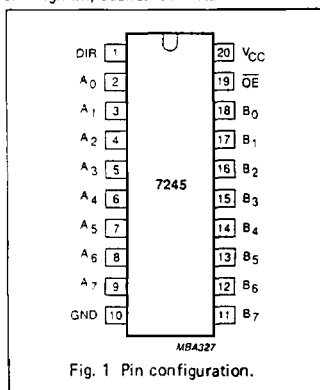 DIR 1 20 VCC
A0 2 19 OE
A1 3 18 B0
A2 4 17 B1
A3 5 16 B2
A4 6 7245 15 B3
A5 7 14 B4
A6 8 13 B5
A7 9 12 B6
GND 10 11 B7
MBA327
Fig. 1 Pin configuration.